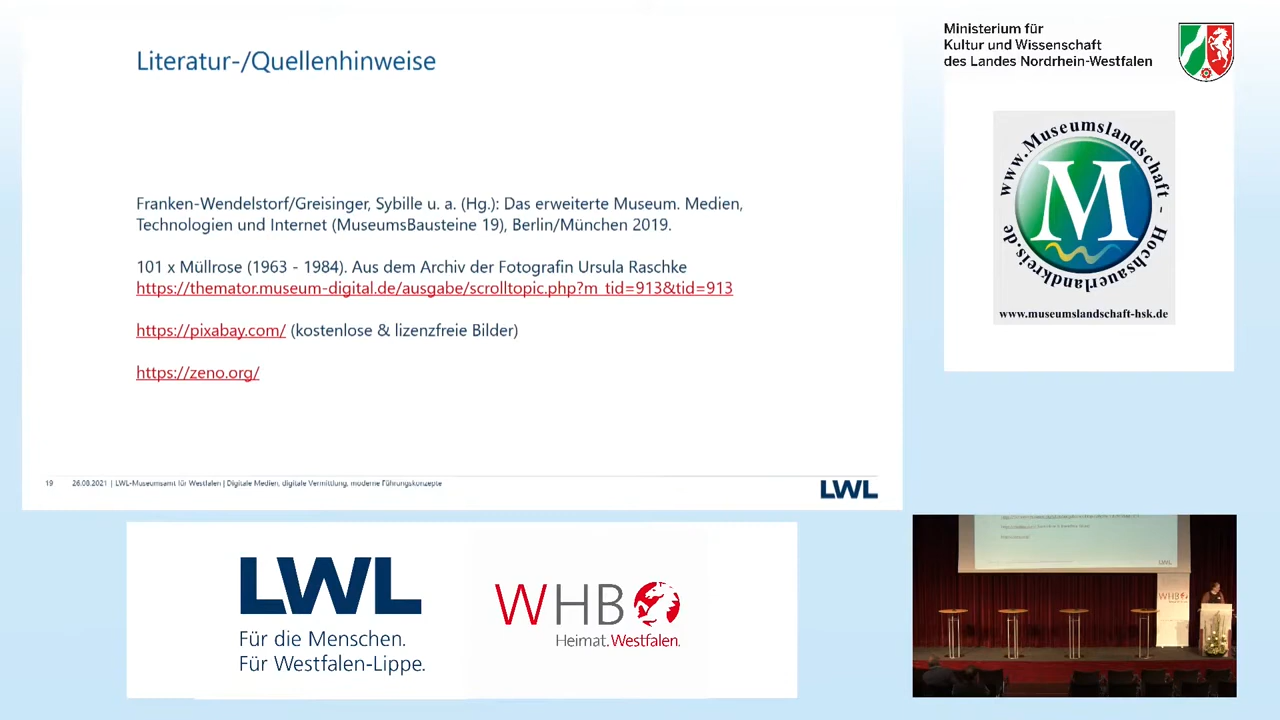 Literatur-/Quellenhinweise
Franken-Wendelstorf/Greisinger, Sybille u. a. (Hg.): Das erweiterte Museum. Medien,
Technologien und Internet (MuseumsBausteine 19), Berlin/München 2019.
101 x Müllrose (1963 - 1984). Aus dem Archiv der Fotografin Ursula Raschke
https://themator.museum-digital.de/ausgabe/scrolltopic.php?m_tid=913&tid=913
https://pixabay.com/ (kostenlose & lizenzfreie Bilder)
https://zeno.org/
19 26.08.2021 | LWL-Museumsamt für Westfalen | Digitale Medien, digitale Vermittlung, moderne Führungskonzepte
LWL
Ministerium für
Kultur und Wissenschaft
des Landes Nordrhein-Westfalen
www.Museumslandschaft - Hochsauerlandkreis.de
M
www.museumslandschaft-hsk.de
LWL
Für die Menschen.
Für Westfalen-Lippe.
WHB
Heimat.Westfalen.
LWL
WHB